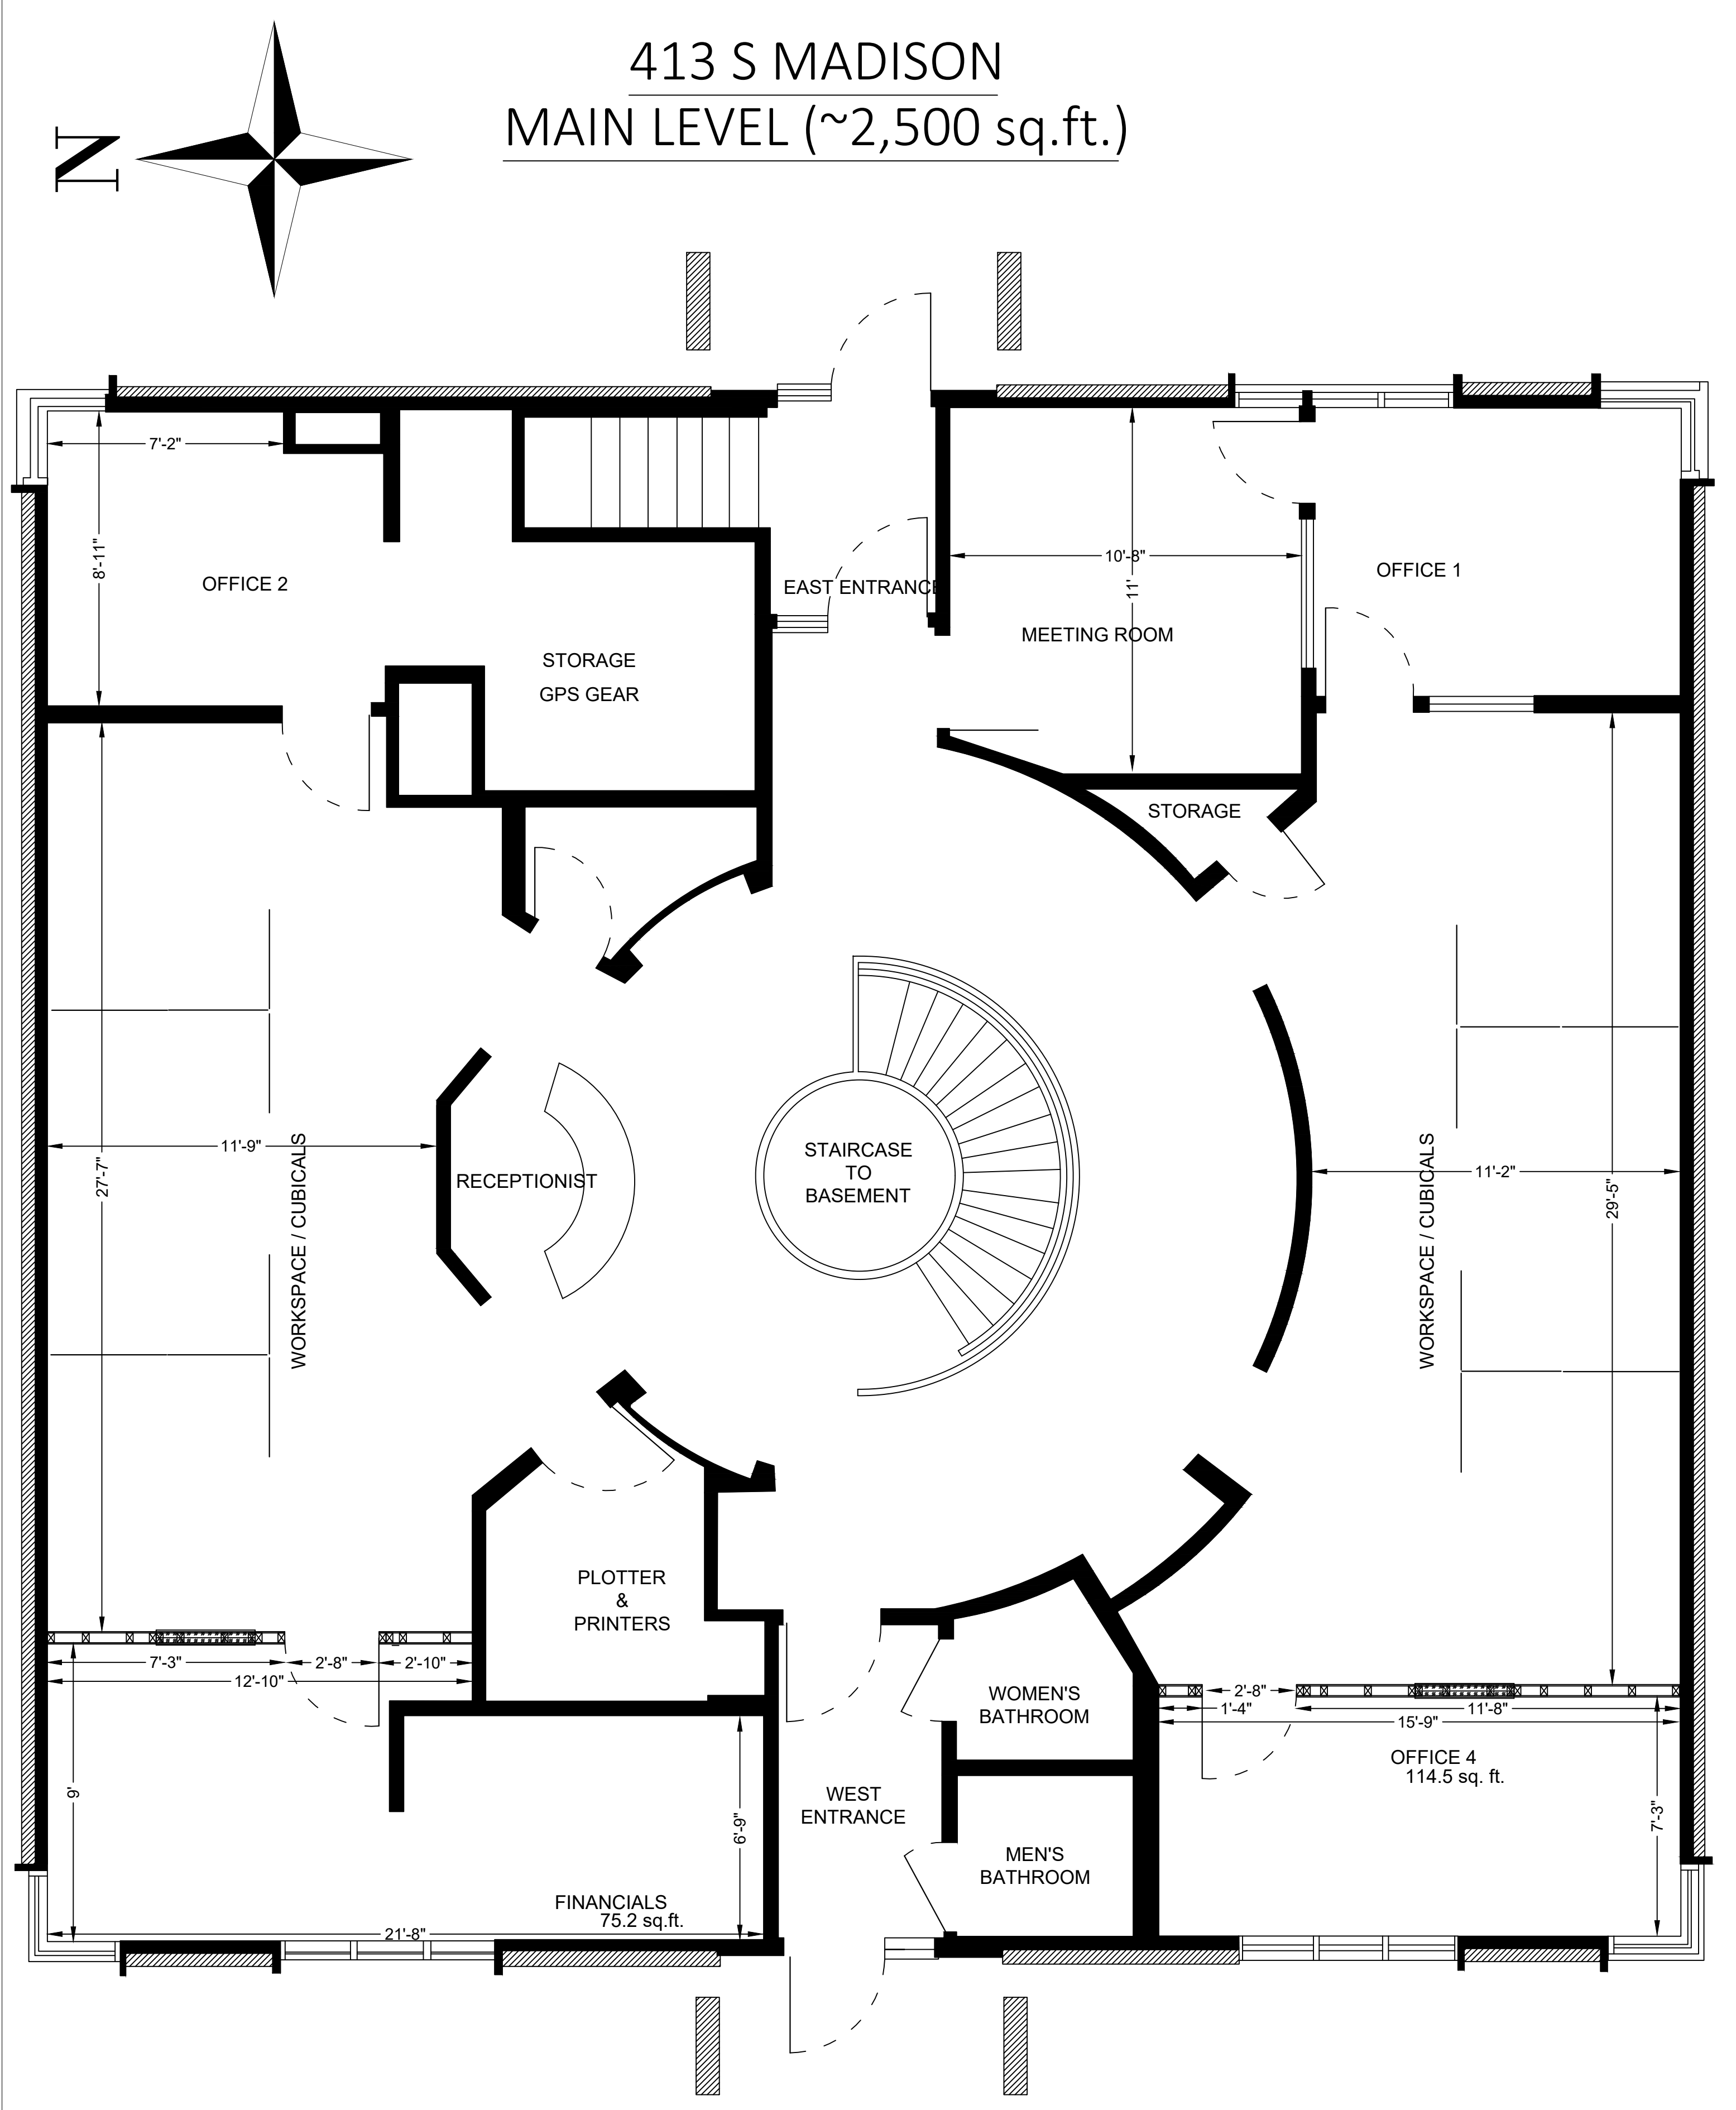 413 S MADISON
MAIN LEVEL (~2,500 sq.ft.)
N
7'-2"
8'-11"
OFFICE 2
STORAGE
GPS GEAR
EAST ENTRANCE
10'-8"
11'
MEETING ROOM
OFFICE 1
STORAGE
11'-9"
27'-7"
WORKSPACE / CUBICALS
RECEPTIONIST
STAIRCASE
TO
BASEMENT
11'-2"
29'-5"
WORKSPACE / CUBICALS
PLOTTER
&
PRINTERS
7'-3"
2'-8"
2'-10"
12'-10"
9'
6'-9"
FINANCIALS
75.2 sq.ft.
21'-8"
WEST
ENTRANCE
WOMEN'S
BATHROOM
MEN'S
BATHROOM
2'-8"
1'-4"
11'-8"
15'-9"
OFFICE 4
114.5 sq. ft.
7'-3"